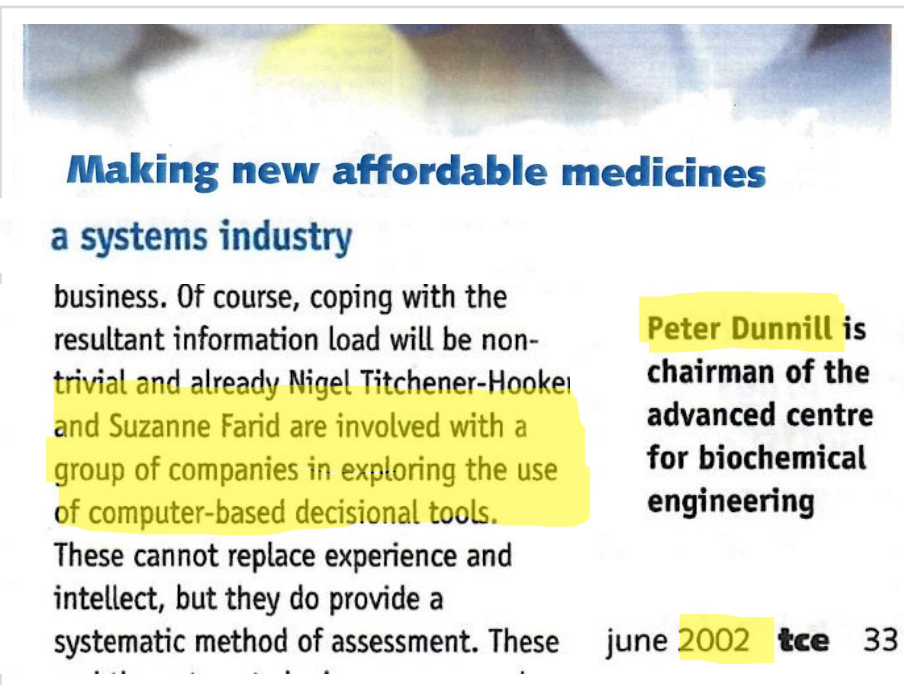 Making new affordable medicines
a systems industry
business. Of course, coping with the
resultant information load will be non-
trivial and already Nigel Titchener-Hooker
and Suzanne Farid are involved with a
group of companies in exploring the use
of computer-based decisional tools.
These cannot replace experience and
intellect, but they do provide a
systematic method of assessment. These
Peter Dunnill is
chairman of the
advanced centre
for biochemical
engineering
june 2002 tce 33